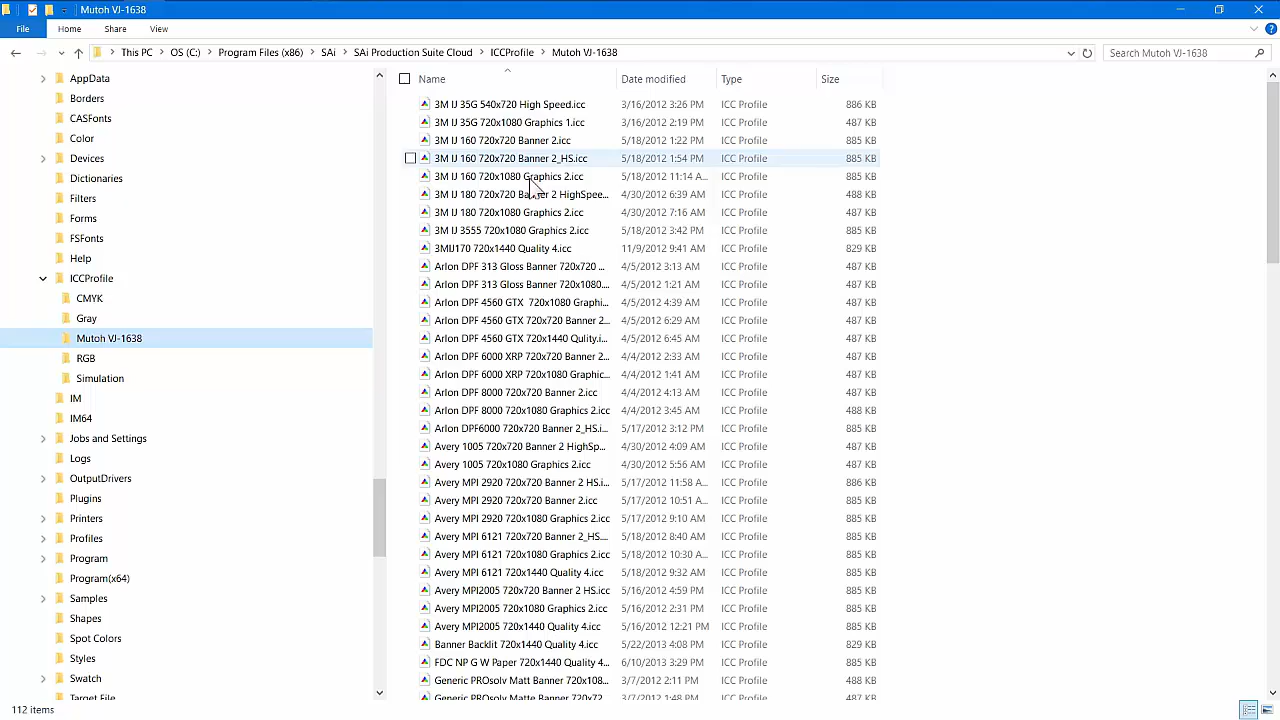 Mutoh VJ-1638
File Home Share View
This PC > OS (C:) > Program Files (x86) > SAi > SAi Production Suite Cloud > ICCProfile > Mutoh VJ-1638
Search Mutoh VJ-1638
AppData
Borders
CASFonts
Color
Devices
Dictionaries
Filters
Forms
FSFonts
Help
ICCProfile
CMYK
Gray
Mutoh VJ-1638
RGB
Simulation
IM
IM64
Jobs and Settings
Logs
OutputDrivers
Plugins
Printers
Profiles
Program
Program(x64)
Samples
Shapes
Spot Colors
Styles
Swatch
Target File
Name Date modified Type Size
3M IJ 35G 540x720 High Speed.icc 3/16/2012 3:26 PM ICC Profile 886 KB
3M IJ 35G 720x1080 Graphics 1.icc 3/16/2012 2:19 PM ICC Profile 487 KB
3M IJ 160 720x720 Banner 2.icc 5/18/2012 1:22 PM ICC Profile 885 KB
3M IJ 160 720x720 Banner 2_HS.icc 5/18/2012 1:54 PM ICC Profile 885 KB
3M IJ 160 720x1080 Graphics 2.icc 5/18/2012 11:14 A... ICC Profile 885 KB
3M IJ 180 720x720 Banner 2 HighSpee... 4/30/2012 6:39 AM ICC Profile 488 KB
3M IJ 180 720x1080 Graphics 2.icc 4/30/2012 7:16 AM ICC Profile 487 KB
3M IJ 3555 720x1080 Graphics 2.icc 5/18/2012 3:42 PM ICC Profile 885 KB
3MIJ170 720x1440 Quality 4.icc 11/9/2012 9:41 AM ICC Profile 829 KB
Arlon DPF 313 Gloss Banner 720x720 ... 4/5/2012 3:13 AM ICC Profile 487 KB
Arlon DPF 313 Gloss Banner 720x1080.... 4/5/2012 1:21 AM ICC Profile 487 KB
Arlon DPF 4560 GTX  720x1080 Graphi... 4/5/2012 4:39 AM ICC Profile 487 KB
Arlon DPF 4560 GTX 720x720 Banner 2... 4/5/2012 6:29 AM ICC Profile 487 KB
Arlon DPF 4560 GTX 720x1440 Qulity.i... 4/5/2012 6:45 AM ICC Profile 487 KB
Arlon DPF 6000 XRP 720x720 Banner 2... 4/4/2012 2:33 AM ICC Profile 487 KB
Arlon DPF 6000 XRP 720x1080 Graphic... 4/4/2012 1:41 AM ICC Profile 487 KB
Arlon DPF 8000 720x720 Banner 2.icc 4/4/2012 4:13 AM ICC Profile 487 KB
Arlon DPF 8000 720x1080 Graphics 2.icc 4/4/2012 3:45 AM ICC Profile 488 KB
Arlon DPF6000 720x720 Banner 2_HS.i... 5/17/2012 3:12 PM ICC Profile 885 KB
Avery 1005 720x720 Banner 2 HighSp... 4/30/2012 4:09 AM ICC Profile 487 KB
Avery 1005 720x1080 Graphics 2.icc 4/30/2012 5:56 AM ICC Profile 487 KB
Avery MPI 2920 720x720 Banner 2 HS.i... 5/17/2012 11:58 A... ICC Profile 886 KB
Avery MPI 2920 720x720 Banner 2.icc 5/17/2012 10:51 A... ICC Profile 885 KB
Avery MPI 2920 720x1080 Graphics 2.icc 5/17/2012 9:10 AM ICC Profile 885 KB
Avery MPI 6121 720x720 Banner 2_HS.... 5/18/2012 8:40 AM ICC Profile 885 KB
Avery MPI 6121 720x1080 Graphics 2.icc 5/18/2012 10:30 A... ICC Profile 885 KB
Avery MPI 6121 720x1440 Quality 4.icc 5/18/2012 9:32 AM ICC Profile 885 KB
Avery MPI2005 720x720 Banner 2 HS.icc 5/16/2012 4:59 PM ICC Profile 885 KB
Avery MPI2005 720x1080 Graphics 2.icc 5/16/2012 2:31 PM ICC Profile 885 KB
Avery MPI2005 720x1440 Quality 4.icc 5/16/2012 12:21 PM ICC Profile 885 KB
Banner Backlit 720x1440 Quality 4.icc 5/22/2013 4:08 PM ICC Profile 829 KB
FDC NP G W Paper 720x1440 Quality 4... 6/10/2013 3:29 PM ICC Profile 885 KB
Generic PROsolv Matt Banner 720x108... 3/7/2012 2:11 PM ICC Profile 488 KB
Generic PROsolv Matte Banner 720x72... 3/7/2012 1:48 PM ICC Profile 487 KB
112 items